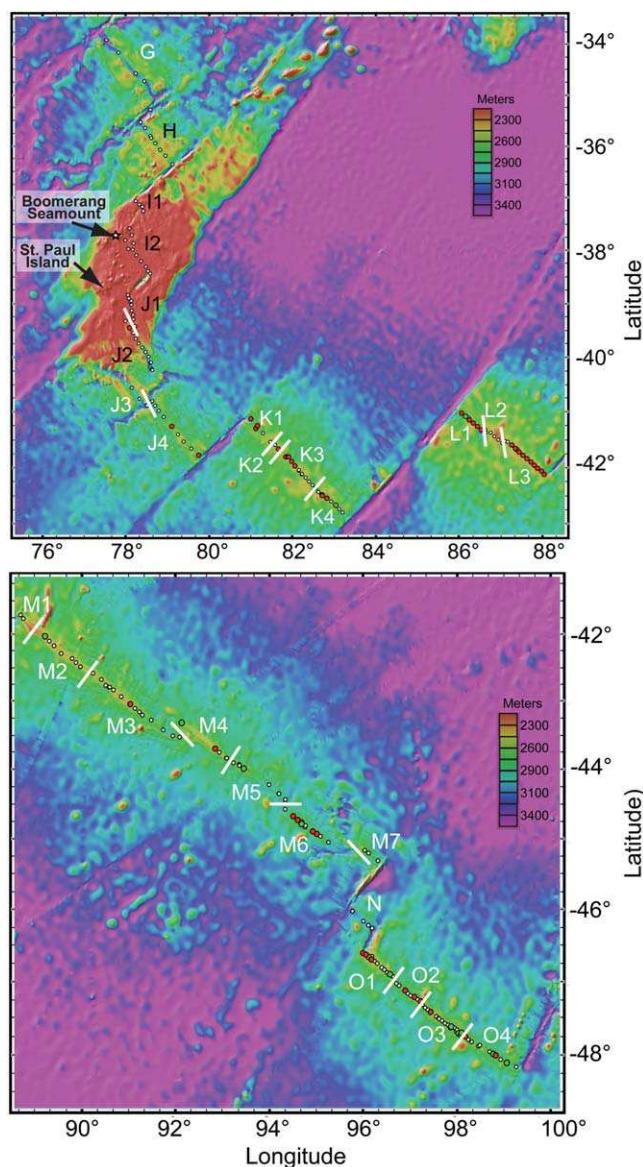 G
-34°
Meters
2300
2600
2900
3100
3400
H
-36°
I1
Boomerang
Seamount
I2
-38°
St. Paul
Island
J1
J2
-40°
J3
J4
K1
K2
K3
K4
L1
L2
L3
-42°
Latitude
76°
78°
80°
82°
84°
86°
88°
M1
-42°
M2
Meters
2300
2600
2900
3100
3400
M3
M4
-44°
M5
M6
M7
N
-46°
O1
O2
O3
O4
-48°
Latitude
90°
92°
94°
96°
98°
100°
Longitude